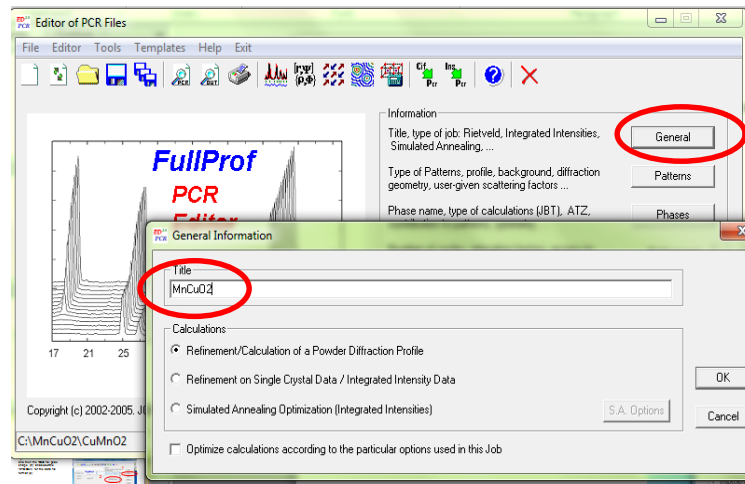 Editor of PCR Files
File Editor Tools Templates Help Exit
Information
Title, type of job: Rietveld, Integrated Intensities,
Simulated Annealing, ...
General
Type of Patterns, profile, background, diffraction
geometry, user-given scattering factors ...
Patterns
Phase name, type of calculations (JBT), ATZ,
Phases
FullProf
PCR
Editor
17 21 25
Copyright (c) 2002-2005. J
C:\MnCuO2\CuMnO2
General Information
Title
MnCuO2
Calculations
Refinement/Calculation of a Powder Diffraction Profile
Refinement on Single Crystal Data / Integrated Intensity Data
Simulated Annealing Optimization (Integrated Intensities)
S.A. Options
OK
Cancel
Optimize calculations according to the particular options used in this Job